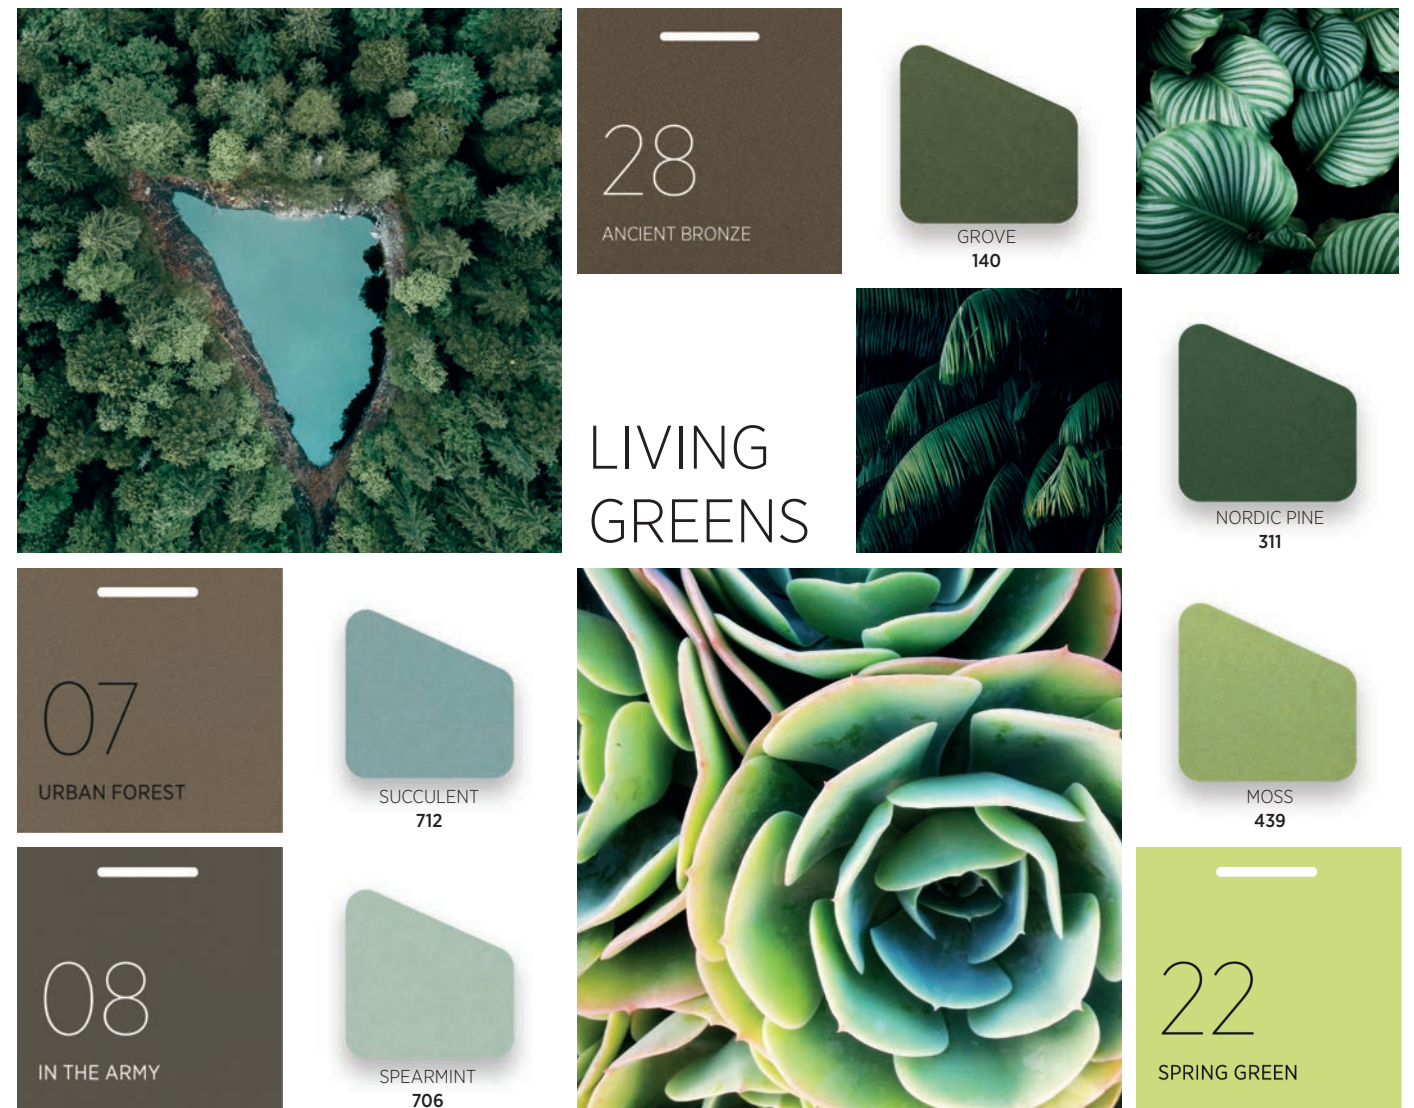 28
ANCIENT BRONZE
GROVE
140
LIVING
GREENS
NORDIC PINE
311
07
URBAN FOREST
SUCCULENT
712
MOSS
439
08
IN THE ARMY
SPEARMINT
706
22
SPRING GREEN